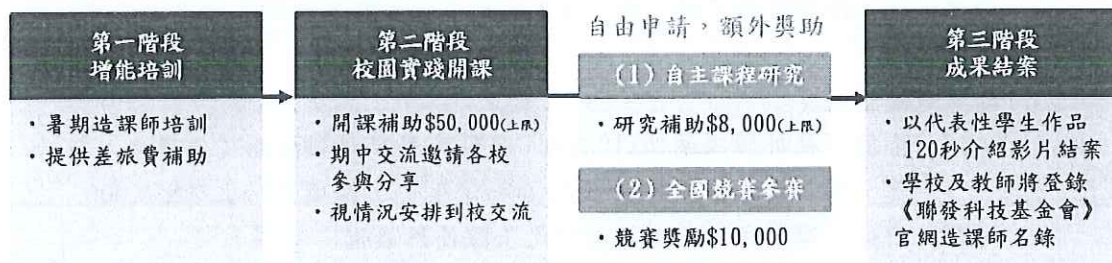 第一階段
增能培訓
・暑期造課師培訓
・提供差旅費補助
第二階段
校園實踐開課
・開課補助$50,000(上限)
・期中交流邀請各校
參與分享
・視情況安排到校交流
自由申請，額外獎助
(1) 自主課程研究
・研究補助$8,000(上限)
(2) 全國競賽參賽
・競賽獎勵$10,000
第三階段
成果結案
・以代表性學生作品
120秒介紹影片結案
・學校及教師將登錄
《聯發科技基金會》
官網造課師名錄